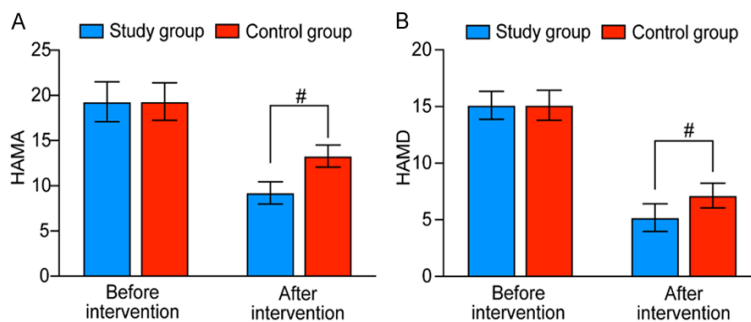 A
Study group Control group
25
20
15
10
5
0
HAMA
#
Before
intervention
After
intervention
B
Study group Control group
20
15
10
5
0
HAMD
#
Before
intervention
After
intervention